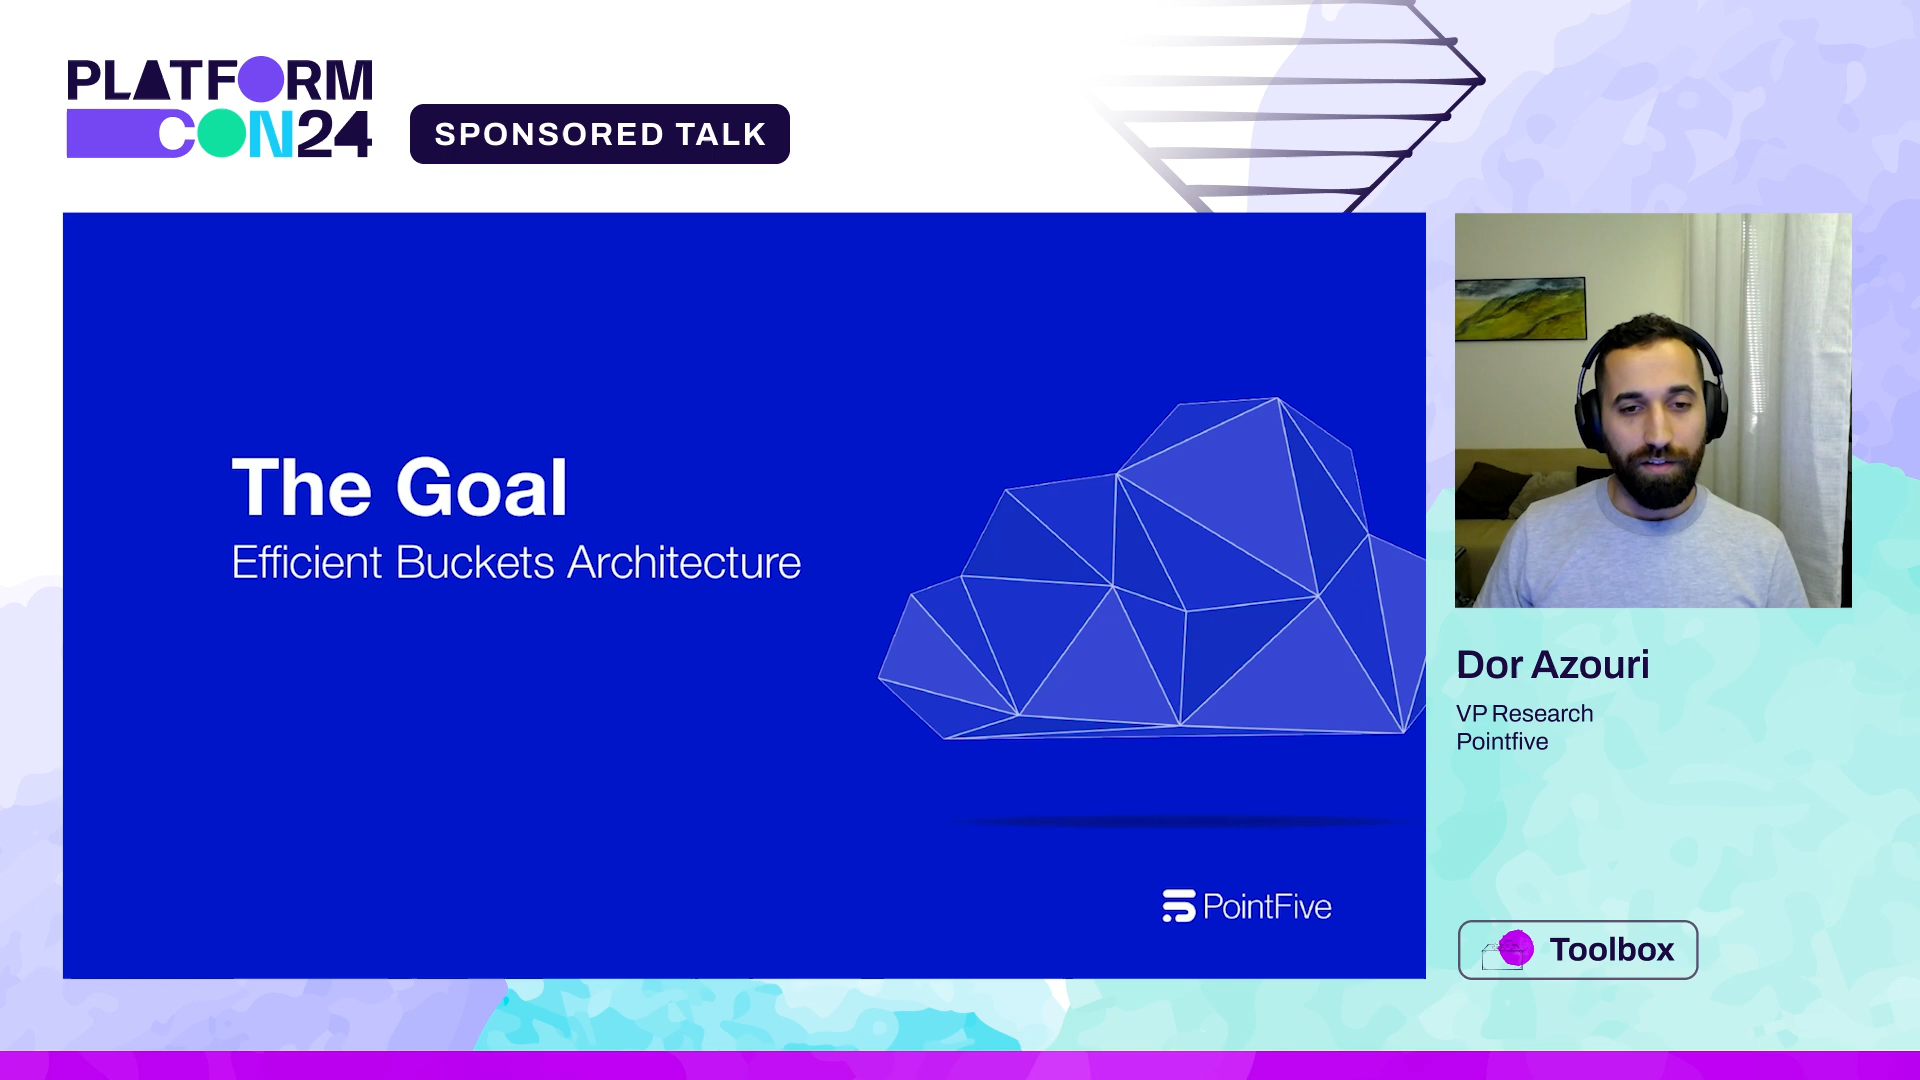 PLATFORM
CON24
SPONSORED TALK
The Goal
Efficient Buckets Architecture
PointFive
Dor Azouri
VP Research
Pointfive
Toolbox